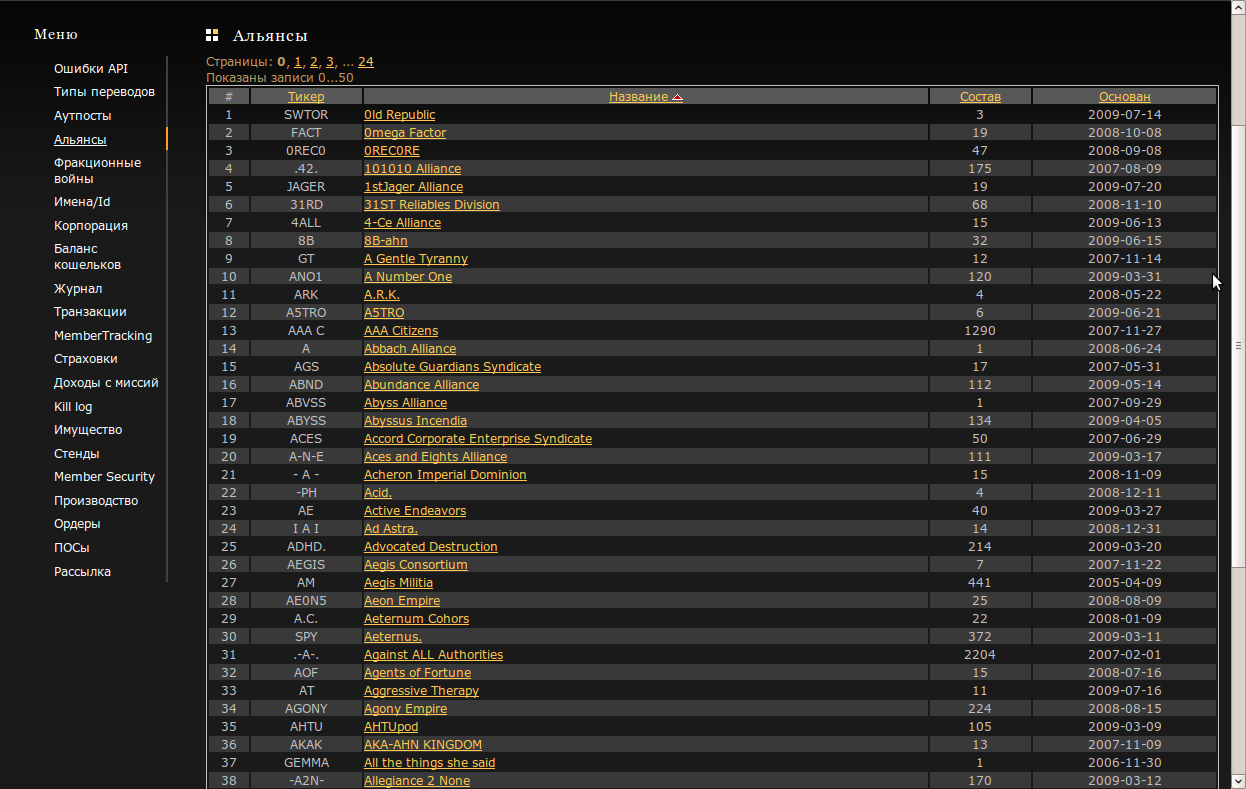 Меню
Ошибки API
Типы переводов
Аутпосты
Альянсы
Фракционные
войны
Имена/Id
Корпорация
Баланс
кошельков
Журнал
Транзакции
MemberTracking
Страховки
Доходы с миссий
Kill log
Имущество
Стенды
Member Security
Производство
Ордеры
ПОСы
Рассылка
Альянсы
Страницы: 0, 1, 2, 3, ... 24
Показаны записи 0...50
# Тикер Название Состав Основан
1 SWTOR 0ld Republic 3 2009-07-14
2 FACT 0mega Factor 19 2008-10-08
3 0REC0 0REC0RE 47 2008-09-08
4 .42. 101010 Alliance 175 2007-08-09
5 JAGER 1stJager Alliance 19 2009-07-20
6 31RD 31ST Reliables Division 68 2008-11-10
7 4ALL 4-Ce Alliance 15 2009-06-13
8 8B 8B-ahn 32 2009-06-15
9 GT A Gentle Tyranny 12 2007-11-14
10 ANO1 A Number One 120 2009-03-31
11 ARK A.R.K. 4 2008-05-22
12 A5TRO A5TRO 6 2009-06-21
13 AAA C AAA Citizens 1290 2007-11-27
14 A Abbach Alliance 1 2008-06-24
15 AGS Absolute Guardians Syndicate 17 2007-05-31
16 ABND Abundance Alliance 112 2009-05-14
17 ABVSS Abyss Alliance 1 2007-09-29
18 ABYSS Abyssus Incendia 134 2009-04-05
19 ACES Accord Corporate Enterprise Syndicate 50 2007-06-29
20 A-N-E Aces and Eights Alliance 111 2009-03-17
21 - A - Acheron Imperial Dominion 15 2008-11-09
22 -PH Acid. 4 2008-12-11
23 AE Active Endeavors 40 2009-03-27
24 I A I Ad Astra. 14 2008-12-31
25 ADHD. Advocated Destruction 214 2009-03-20
26 AEGIS Aegis Consortium 7 2007-11-22
27 AM Aegis Militia 441 2005-04-09
28 AE0N5 Aeon Empire 25 2008-08-09
29 A.C. Aeternum Cohors 22 2008-01-09
30 SPY Aeternus. 372 2009-03-11
31 .-A-. Against ALL Authorities 2204 2007-02-01
32 AOF Agents of Fortune 15 2008-07-16
33 AT Aggressive Therapy 11 2009-07-16
34 AGONY Agony Empire 224 2008-08-15
35 AHTU AHTUpod 105 2009-03-09
36 AKAK AKA-AHN KINGDOM 13 2007-11-09
37 GEMMA All the things she said 1 2006-11-30
38 -A2N- Allegiance 2 None 170 2009-03-12